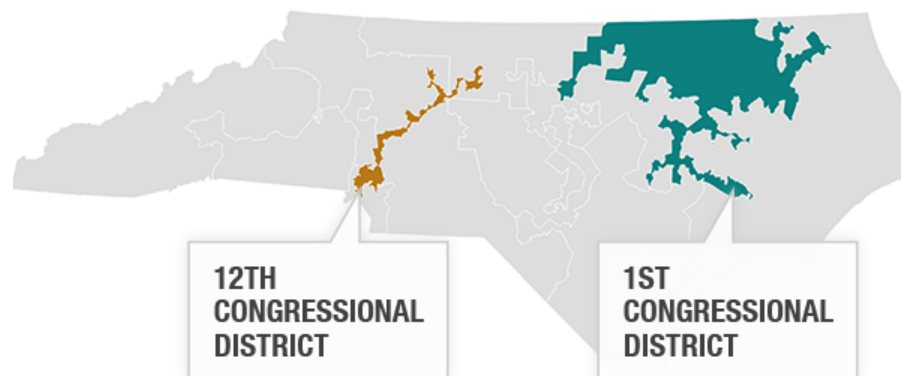 12TH
CONGRESSIONAL
DISTRICT
1ST
CONGRESSIONAL
DISTRICT